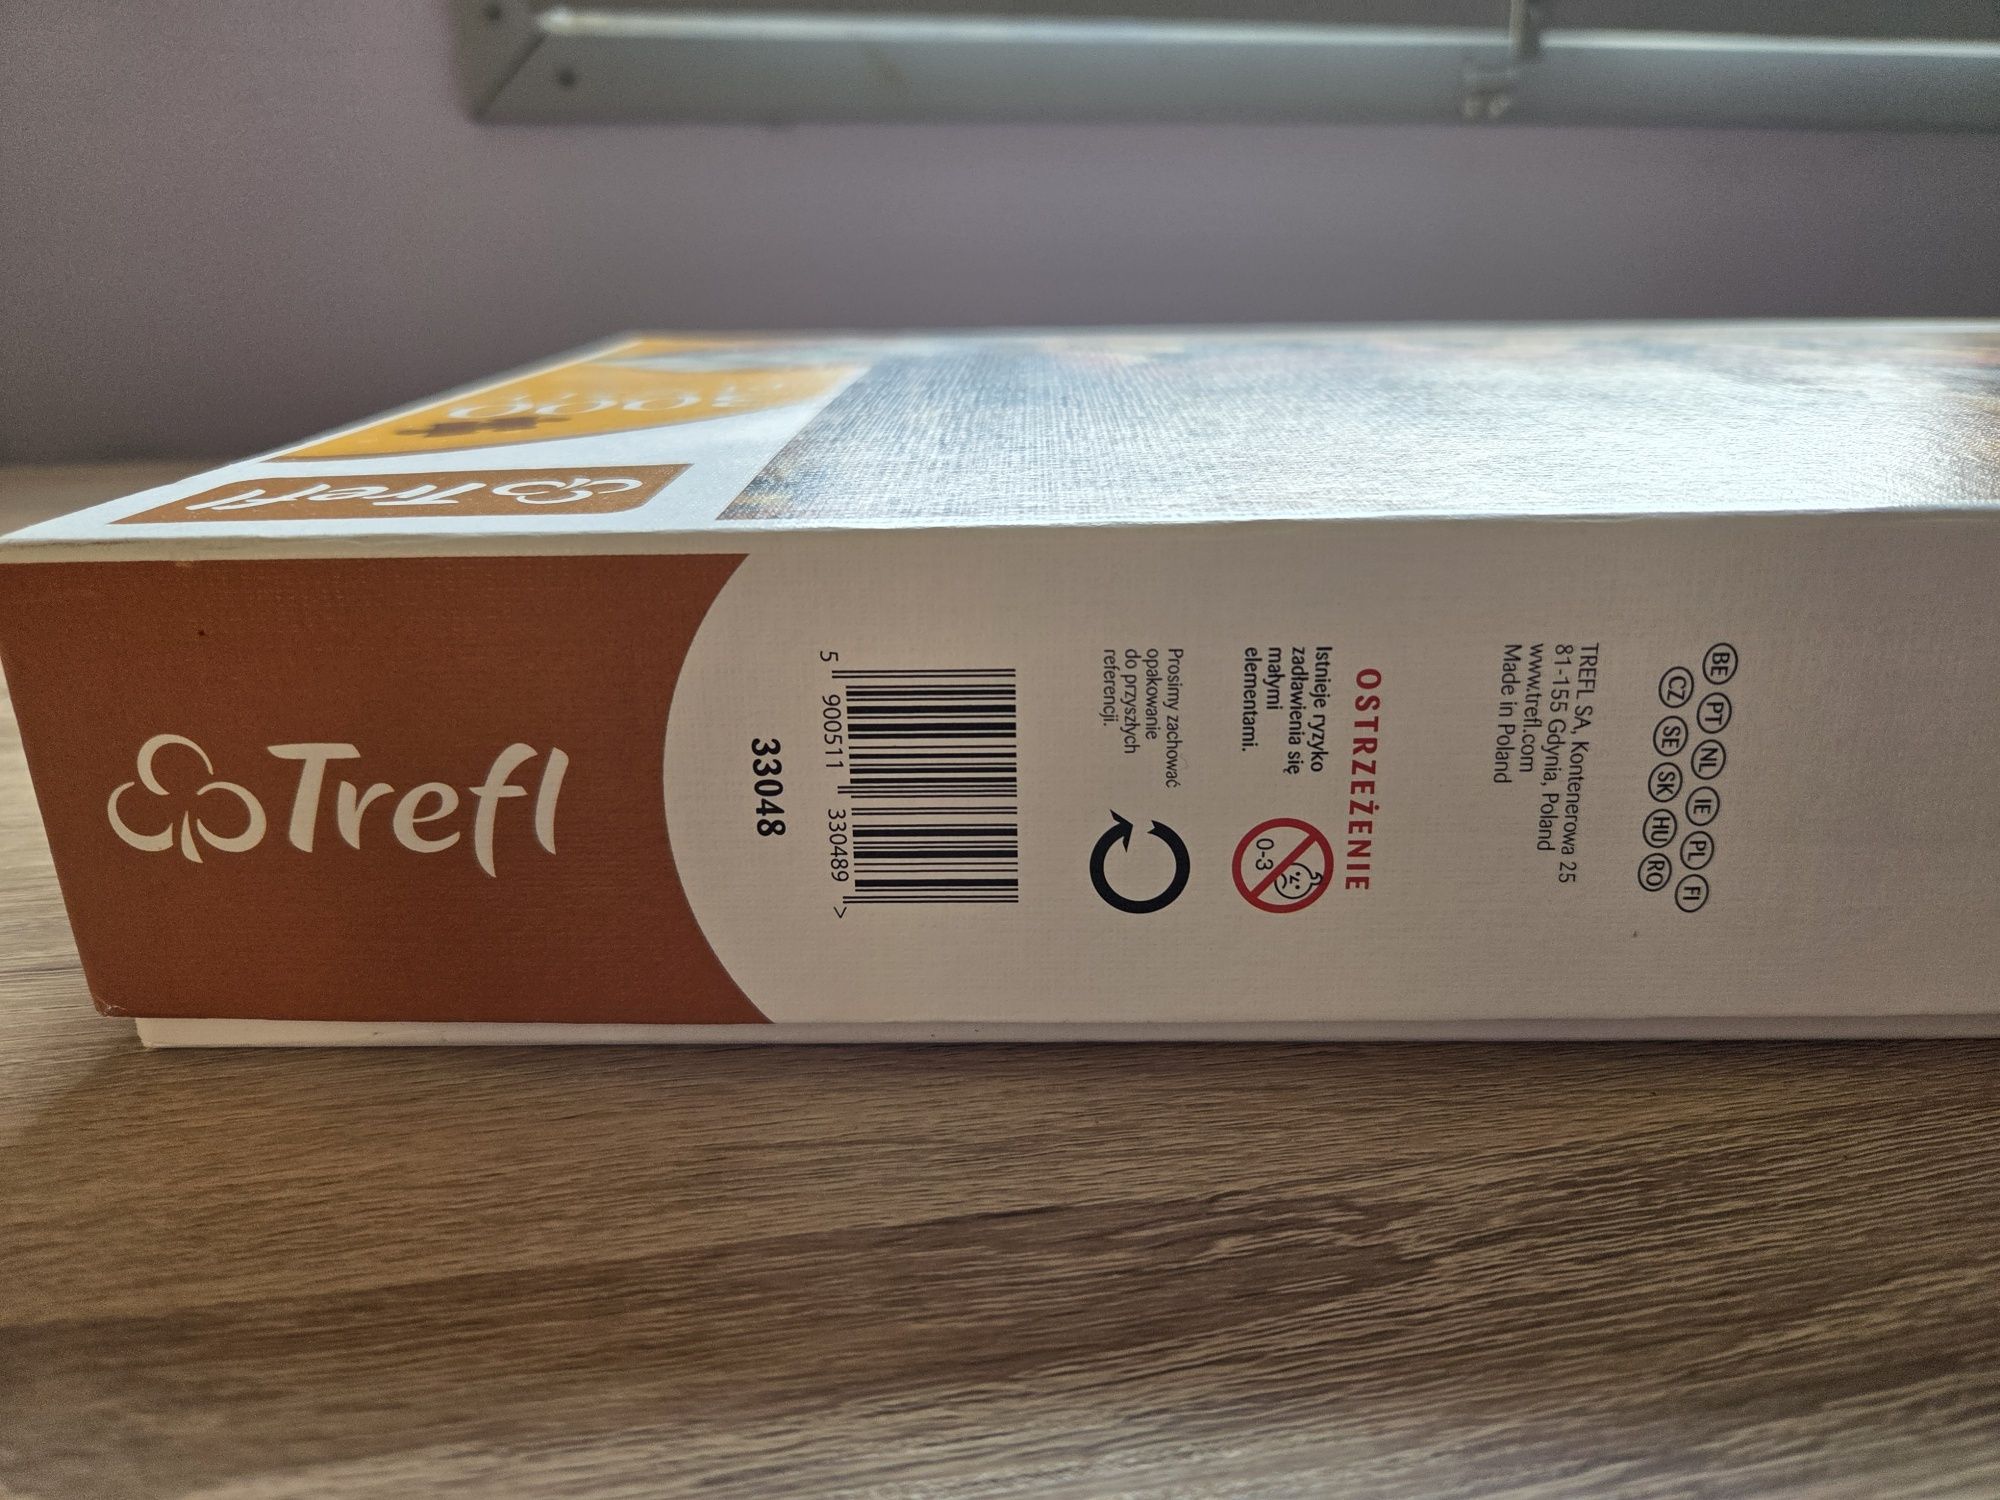 Trefl
Trefl
33048
5 900511 330489 >
Prosimy zachować
opakowanie
do przyszłych
referencji.
OSTRZEŻENIE
Istnieje ryzyko
zadławienia się
małymi
elementami.
0-3
TREFL SA, Kontenerowa 25
81-155 Gdynia, Poland
www.trefl.com
Made in Poland
BE PT NL IE PL FI
CZ SE SK HU RO